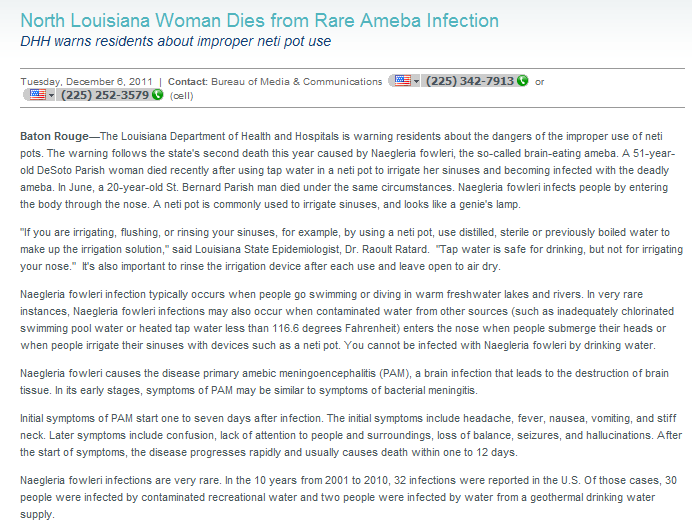 North Louisiana Woman Dies from Rare Ameba Infection
DHH warns residents about improper neti pot use
Tuesday, December 6, 2011 | Contact: Bureau of Media & Communications (225) 342-7913 or
(225) 252-3579 (cell)
Baton Rouge—The Louisiana Department of Health and Hospitals is warning residents about the dangers of the improper use of neti
pots. The warning follows the state's second death this year caused by Naegleria fowleri, the so-called brain-eating ameba. A 51-year-
old DeSoto Parish woman died recently after using tap water in a neti pot to irrigate her sinuses and becoming infected with the deadly
ameba. In June, a 20-year-old St. Bernard Parish man died under the same circumstances. Naegleria fowleri infects people by entering
the body through the nose. A neti pot is commonly used to irrigate sinuses, and looks like a genie's lamp.
"If you are irrigating, flushing, or rinsing your sinuses, for example, by using a neti pot, use distilled, sterile or previously boiled water to
make up the irrigation solution," said Louisiana State Epidemiologist, Dr. Raoult Ratard. "Tap water is safe for drinking, but not for irrigating
your nose." It's also important to rinse the irrigation device after each use and leave open to air dry.
Naegleria fowleri infection typically occurs when people go swimming or diving in warm freshwater lakes and rivers. In very rare
instances, Naegleria fowleri infections may also occur when contaminated water from other sources (such as inadequately chlorinated
swimming pool water or heated tap water less than 116.6 degrees Fahrenheit) enters the nose when people submerge their heads or
when people irrigate their sinuses with devices such as a neti pot. You cannot be infected with Naegleria fowleri by drinking water.
Naegleria fowleri causes the disease primary amebic meningoencephalitis (PAM), a brain infection that leads to the destruction of brain
tissue. In its early stages, symptoms of PAM may be similar to symptoms of bacterial meningitis.
Initial symptoms of PAM start one to seven days after infection. The initial symptoms include headache, fever, nausea, vomiting, and stiff
neck. Later symptoms include confusion, lack of attention to people and surroundings, loss of balance, seizures, and hallucinations. After
the start of symptoms, the disease progresses rapidly and usually causes death within one to 12 days.
Naegleria fowleri infections are very rare. In the 10 years from 2001 to 2010, 32 infections were reported in the U.S. Of those cases, 30
people were infected by contaminated recreational water and two people were infected by water from a geothermal drinking water
supply.